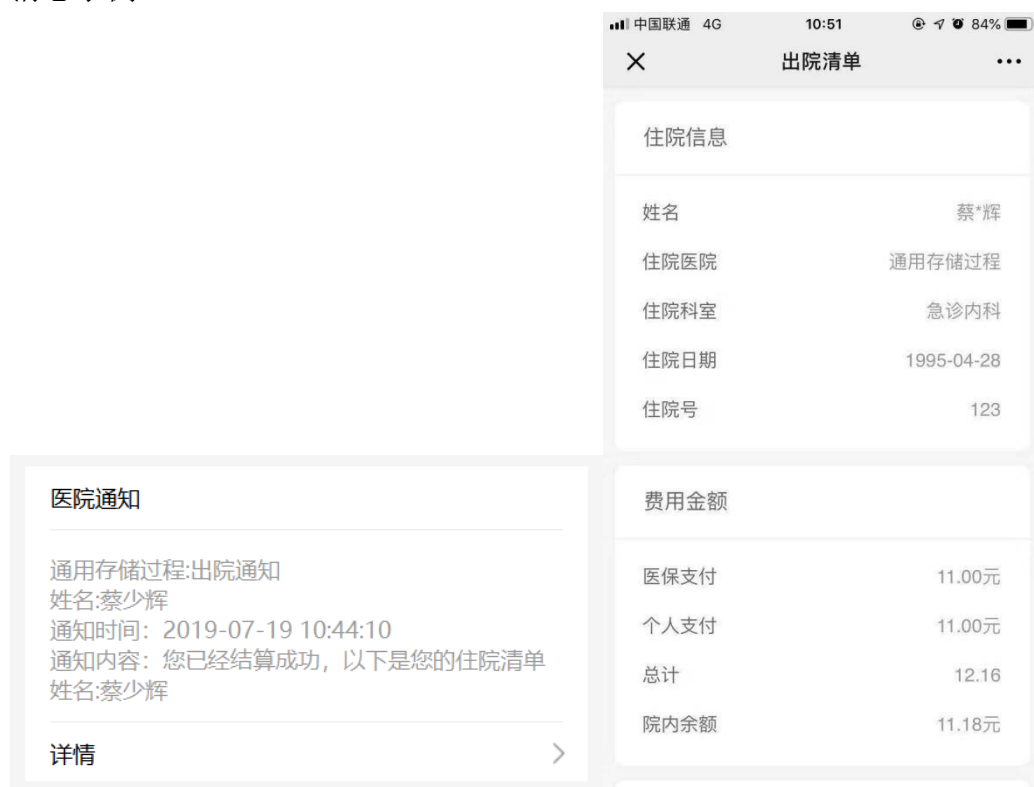 中国联通 4G 10:51 84%
出院清单
住院信息
姓名 蔡*辉
住院医院 通用存储过程
住院科室 急诊内科
住院日期 1995-04-28
住院号 123
费用金额
医保支付 11.00元
个人支付 11.00元
总计 12.16
院内余额 11.18元
医院通知
通用存储过程:出院通知
姓名:蔡少辉
通知时间：2019-07-19 10:44:10
通知内容：您已经结算成功，以下是您的住院清单
姓名:蔡少辉
详情